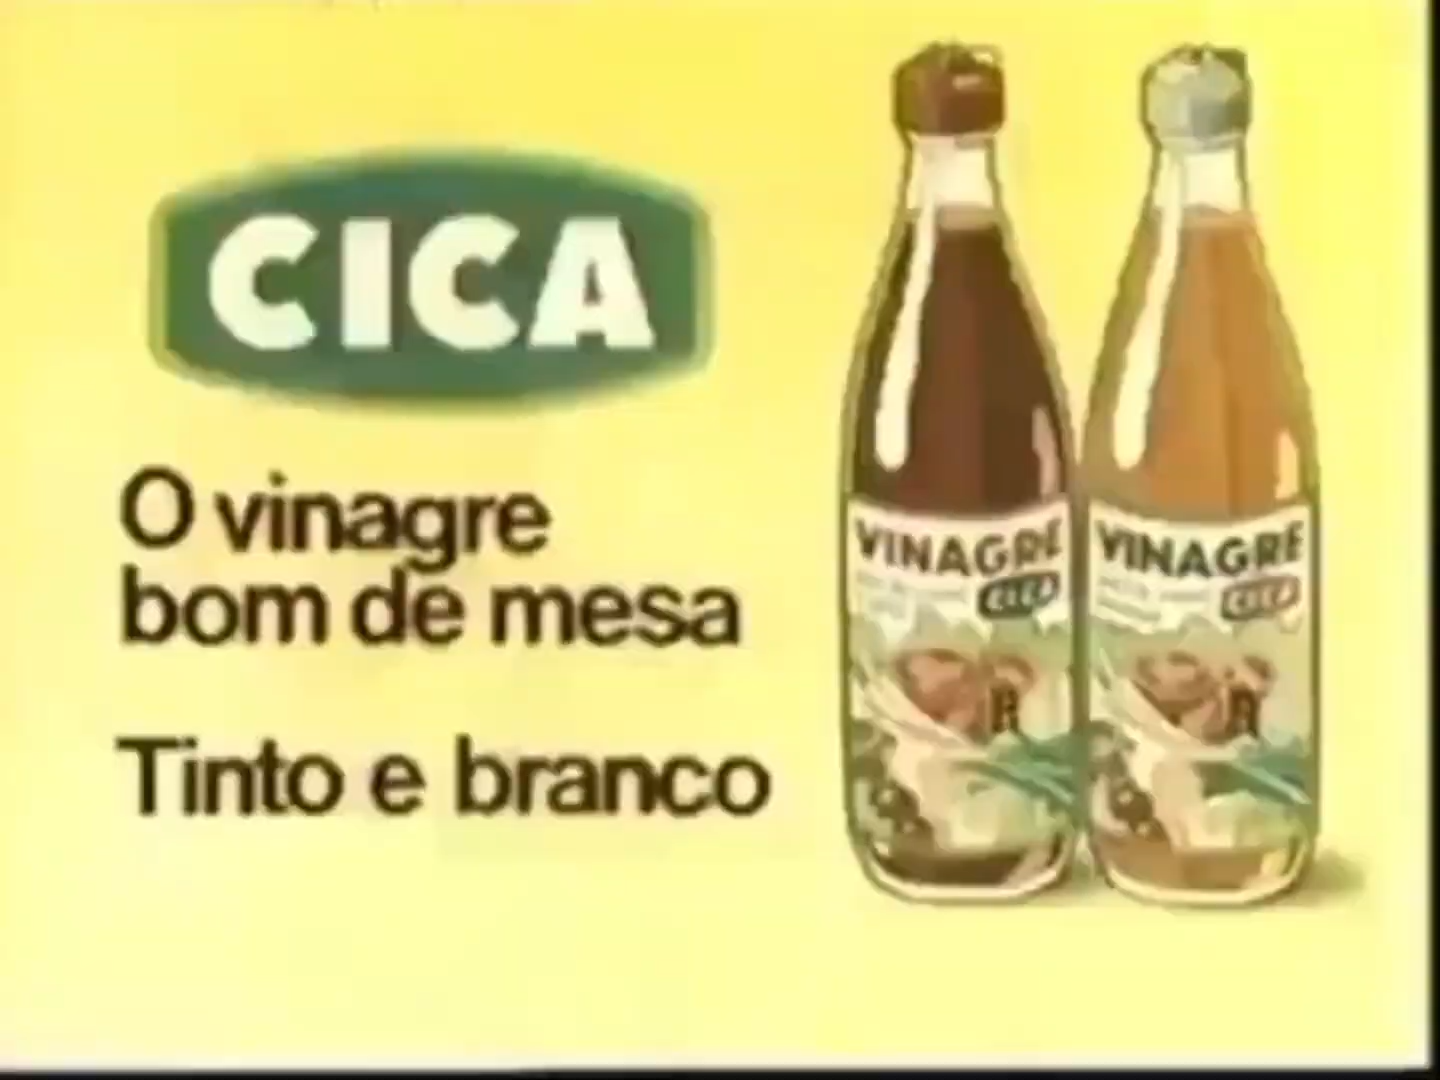 CICA
O vinagre
bom de mesa
Tinto e branco
VINAGRE
CICA
VINAGRE
CICA